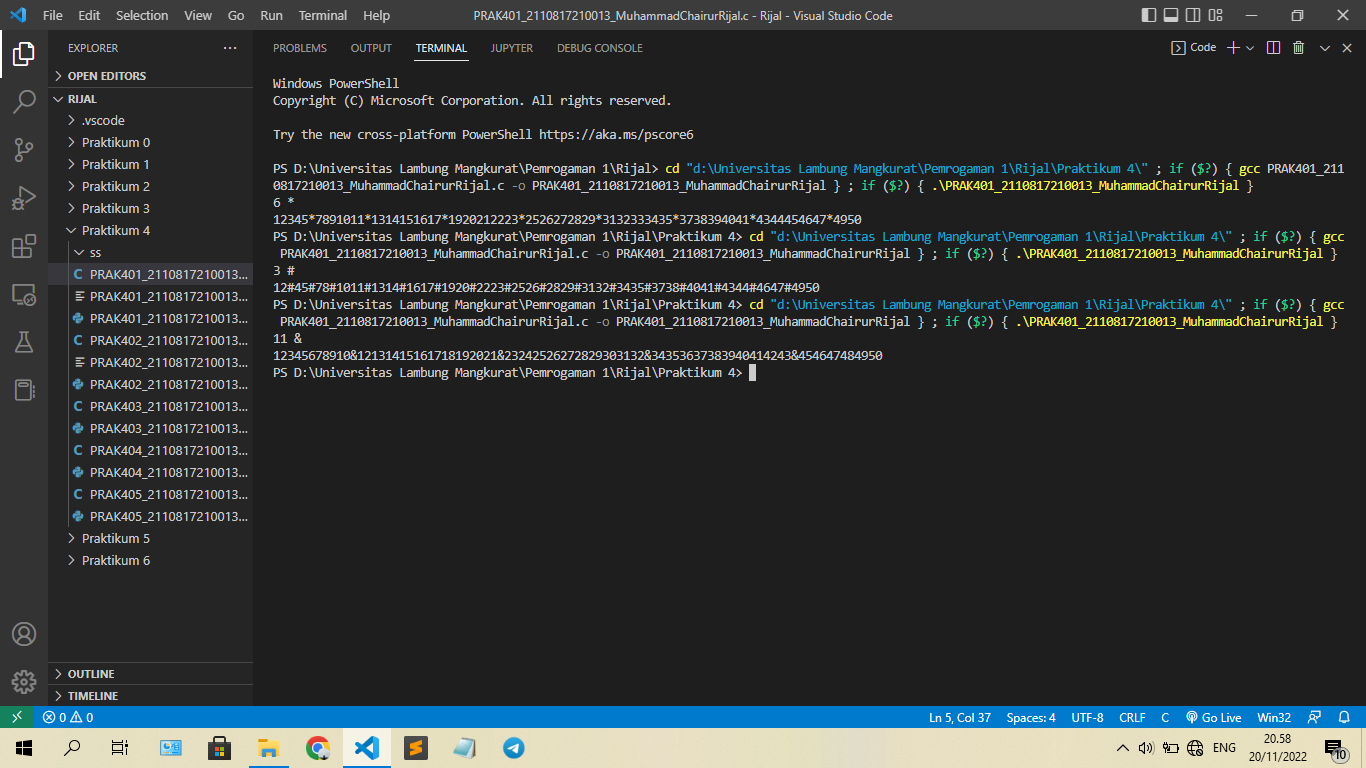 File Edit Selection View Go Run Terminal Help PRAK401_2110817210013_MuhammadChairurRijal.c - Rijal - Visual Studio Code
EXPLORER
OPEN EDITORS
RIJAL
.vscode
Praktikum 0
Praktikum 1
Praktikum 2
Praktikum 3
Praktikum 4
ss
C PRAK401_2110817210013...
PRAK401_2110817210013...
PRAK401_2110817210013...
C PRAK402_2110817210013...
PRAK402_2110817210013...
PRAK402_2110817210013...
C PRAK403_2110817210013...
PRAK403_2110817210013...
C PRAK404_2110817210013...
PRAK404_2110817210013...
C PRAK405_2110817210013...
PRAK405_2110817210013...
Praktikum 5
Praktikum 6
OUTLINE
TIMELINE
PROBLEMS OUTPUT TERMINAL JUPYTER DEBUG CONSOLE Code
Windows PowerShell
Copyright (C) Microsoft Corporation. All rights reserved.
Try the new cross-platform PowerShell https://aka.ms/pscore6
PS D:\Universitas Lambung Mangkurat\Pemrogaman 1\Rijal> cd "d:\Universitas Lambung Mangkurat\Pemrogaman 1\Rijal\Praktikum 4\" ; if ($?) { gcc PRAK401_211
0817210013_MuhammadChairurRijal.c -o PRAK401_2110817210013_MuhammadChairurRijal } ; if ($?) { .\PRAK401_2110817210013_MuhammadChairurRijal }
6 *
12345*7891011*1314151617*1920212223*2526272829*3132333435*3738394041*4344454647*4950
PS D:\Universitas Lambung Mangkurat\Pemrogaman 1\Rijal\Praktikum 4> cd "d:\Universitas Lambung Mangkurat\Pemrogaman 1\Rijal\Praktikum 4\" ; if ($?) { gcc
PRAK401_2110817210013_MuhammadChairurRijal.c -o PRAK401_2110817210013_MuhammadChairurRijal } ; if ($?) { .\PRAK401_2110817210013_MuhammadChairurRijal }
3 #
12#45#78#1011#1314#1617#1920#2223#2526#2829#3132#3435#3738#4041#4344#4647#4950
PS D:\Universitas Lambung Mangkurat\Pemrogaman 1\Rijal\Praktikum 4> cd "d:\Universitas Lambung Mangkurat\Pemrogaman 1\Rijal\Praktikum 4\" ; if ($?) { gcc
PRAK401_2110817210013_MuhammadChairurRijal.c -o PRAK401_2110817210013_MuhammadChairurRijal } ; if ($?) { .\PRAK401_2110817210013_MuhammadChairurRijal }
11 &
12345678910&12131415161718192021&23242526272829303132&34353637383940414243&454647484950
PS D:\Universitas Lambung Mangkurat\Pemrogaman 1\Rijal\Praktikum 4>
0 0 Ln 5, Col 37 Spaces: 4 UTF-8 CRLF C Go Live Win32
ENG
20.58
20/11/2022
10